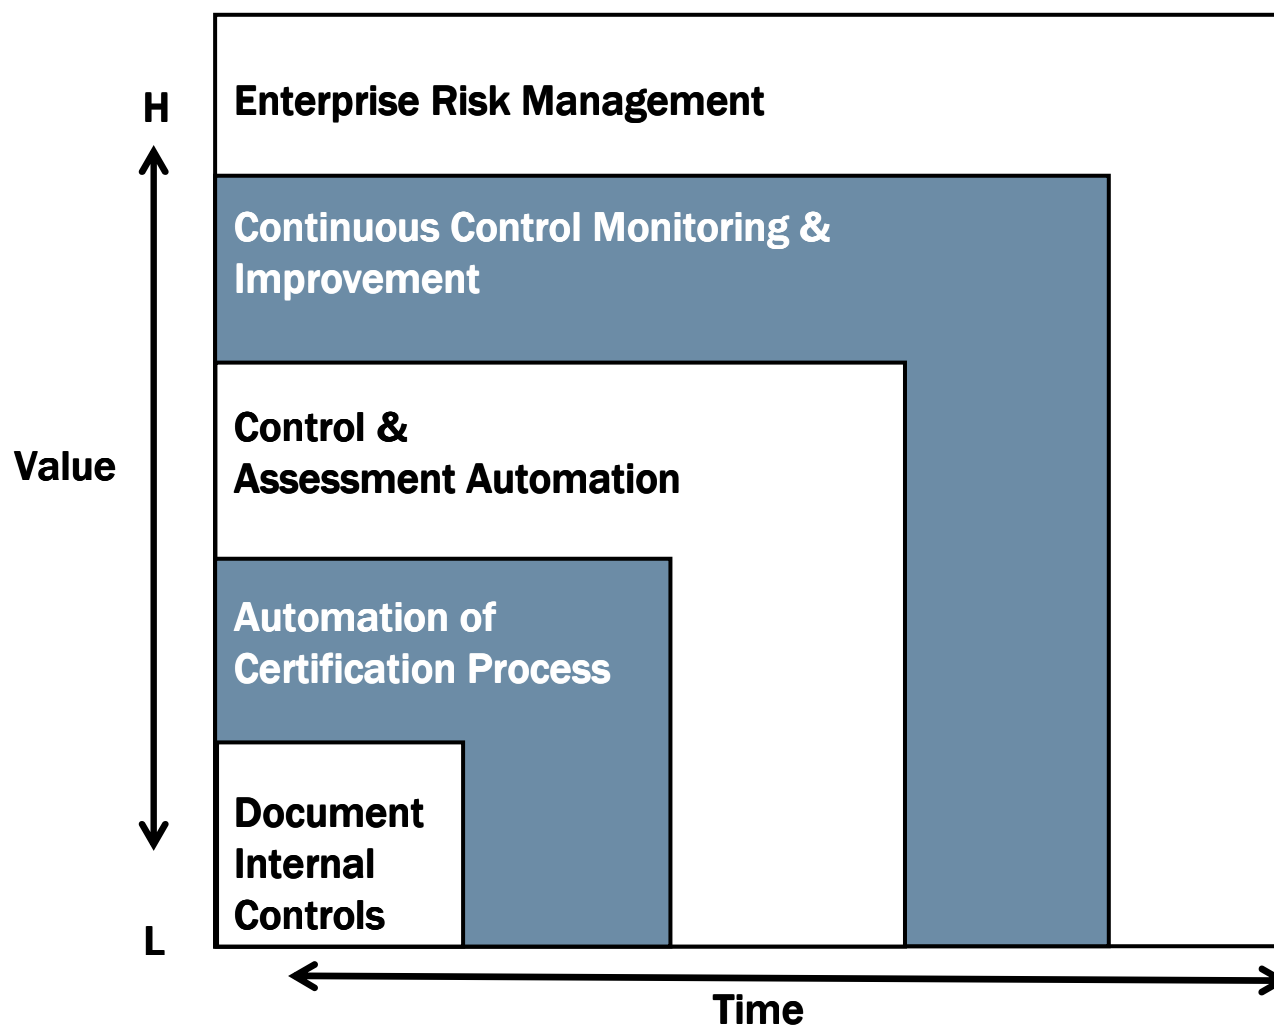 H
Enterprise Risk Management
Continuous Control Monitoring &
Improvement
Control &
Assessment Automation
Value
Automation of
Certification Process
Document
Internal
Controls
L
Time